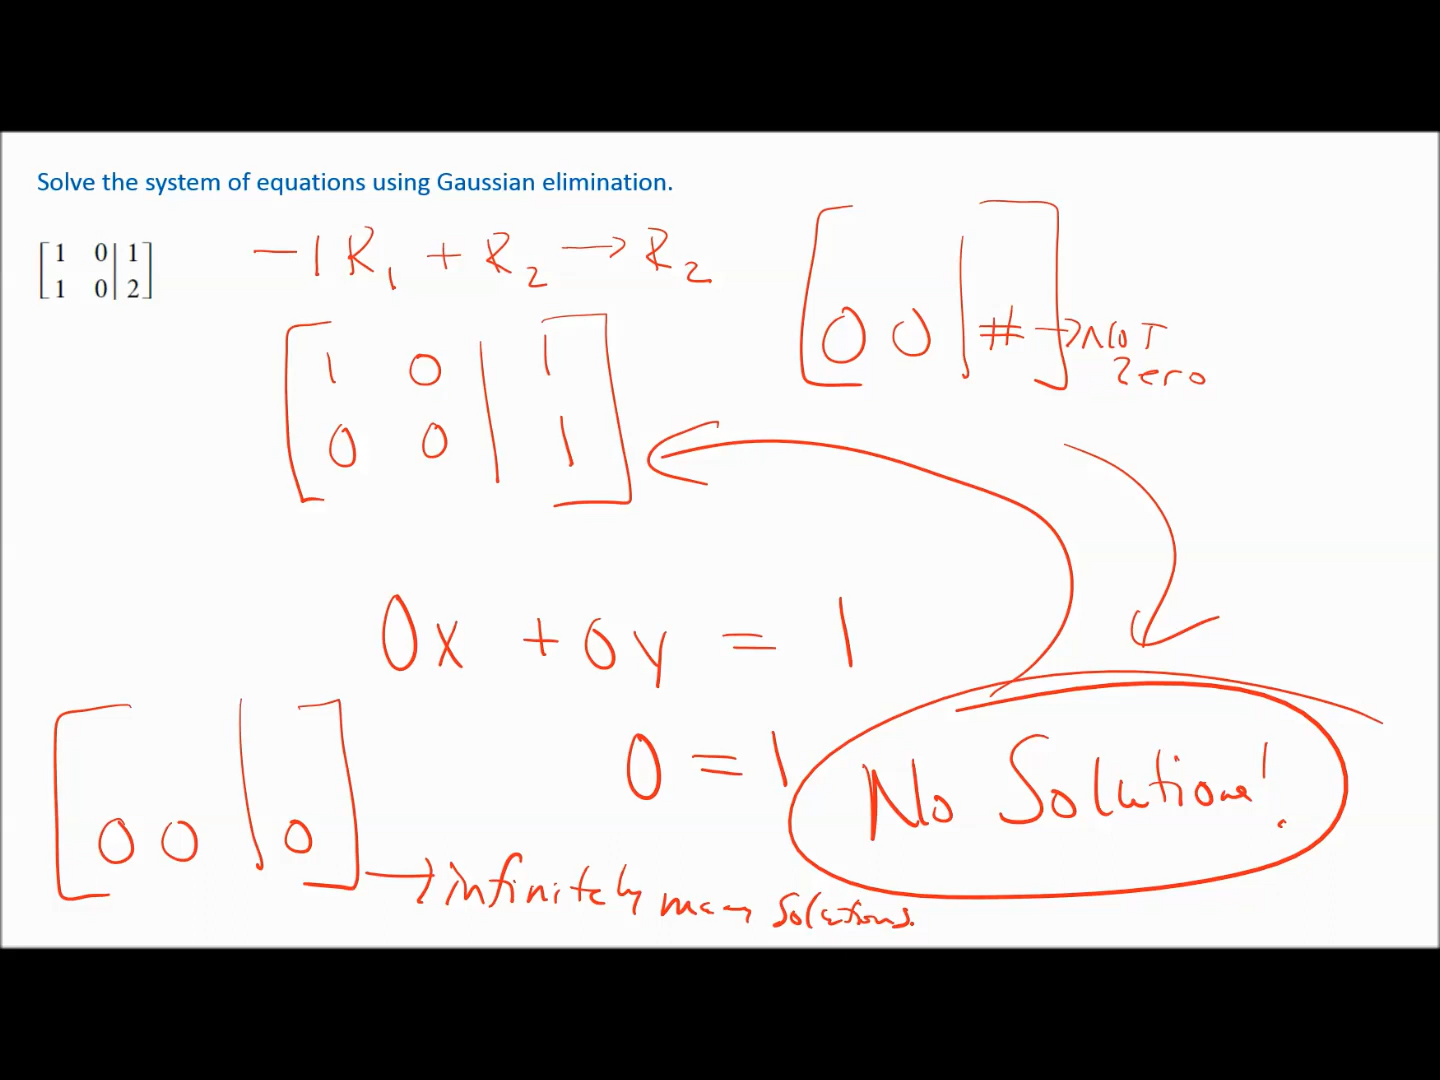 Solve the system of equations using Gaussian elimination.
[1 0 | 1]
[1 0 | 2]
-1R₁ + R₂ → R₂
[1 0 | 1]
[0 0 | 1]
[0 0 | #] → NOT
Zero
0x + 0y = 1
0 = 1
No Solutions!
[0 0 | 0] → infinitely many solutions.